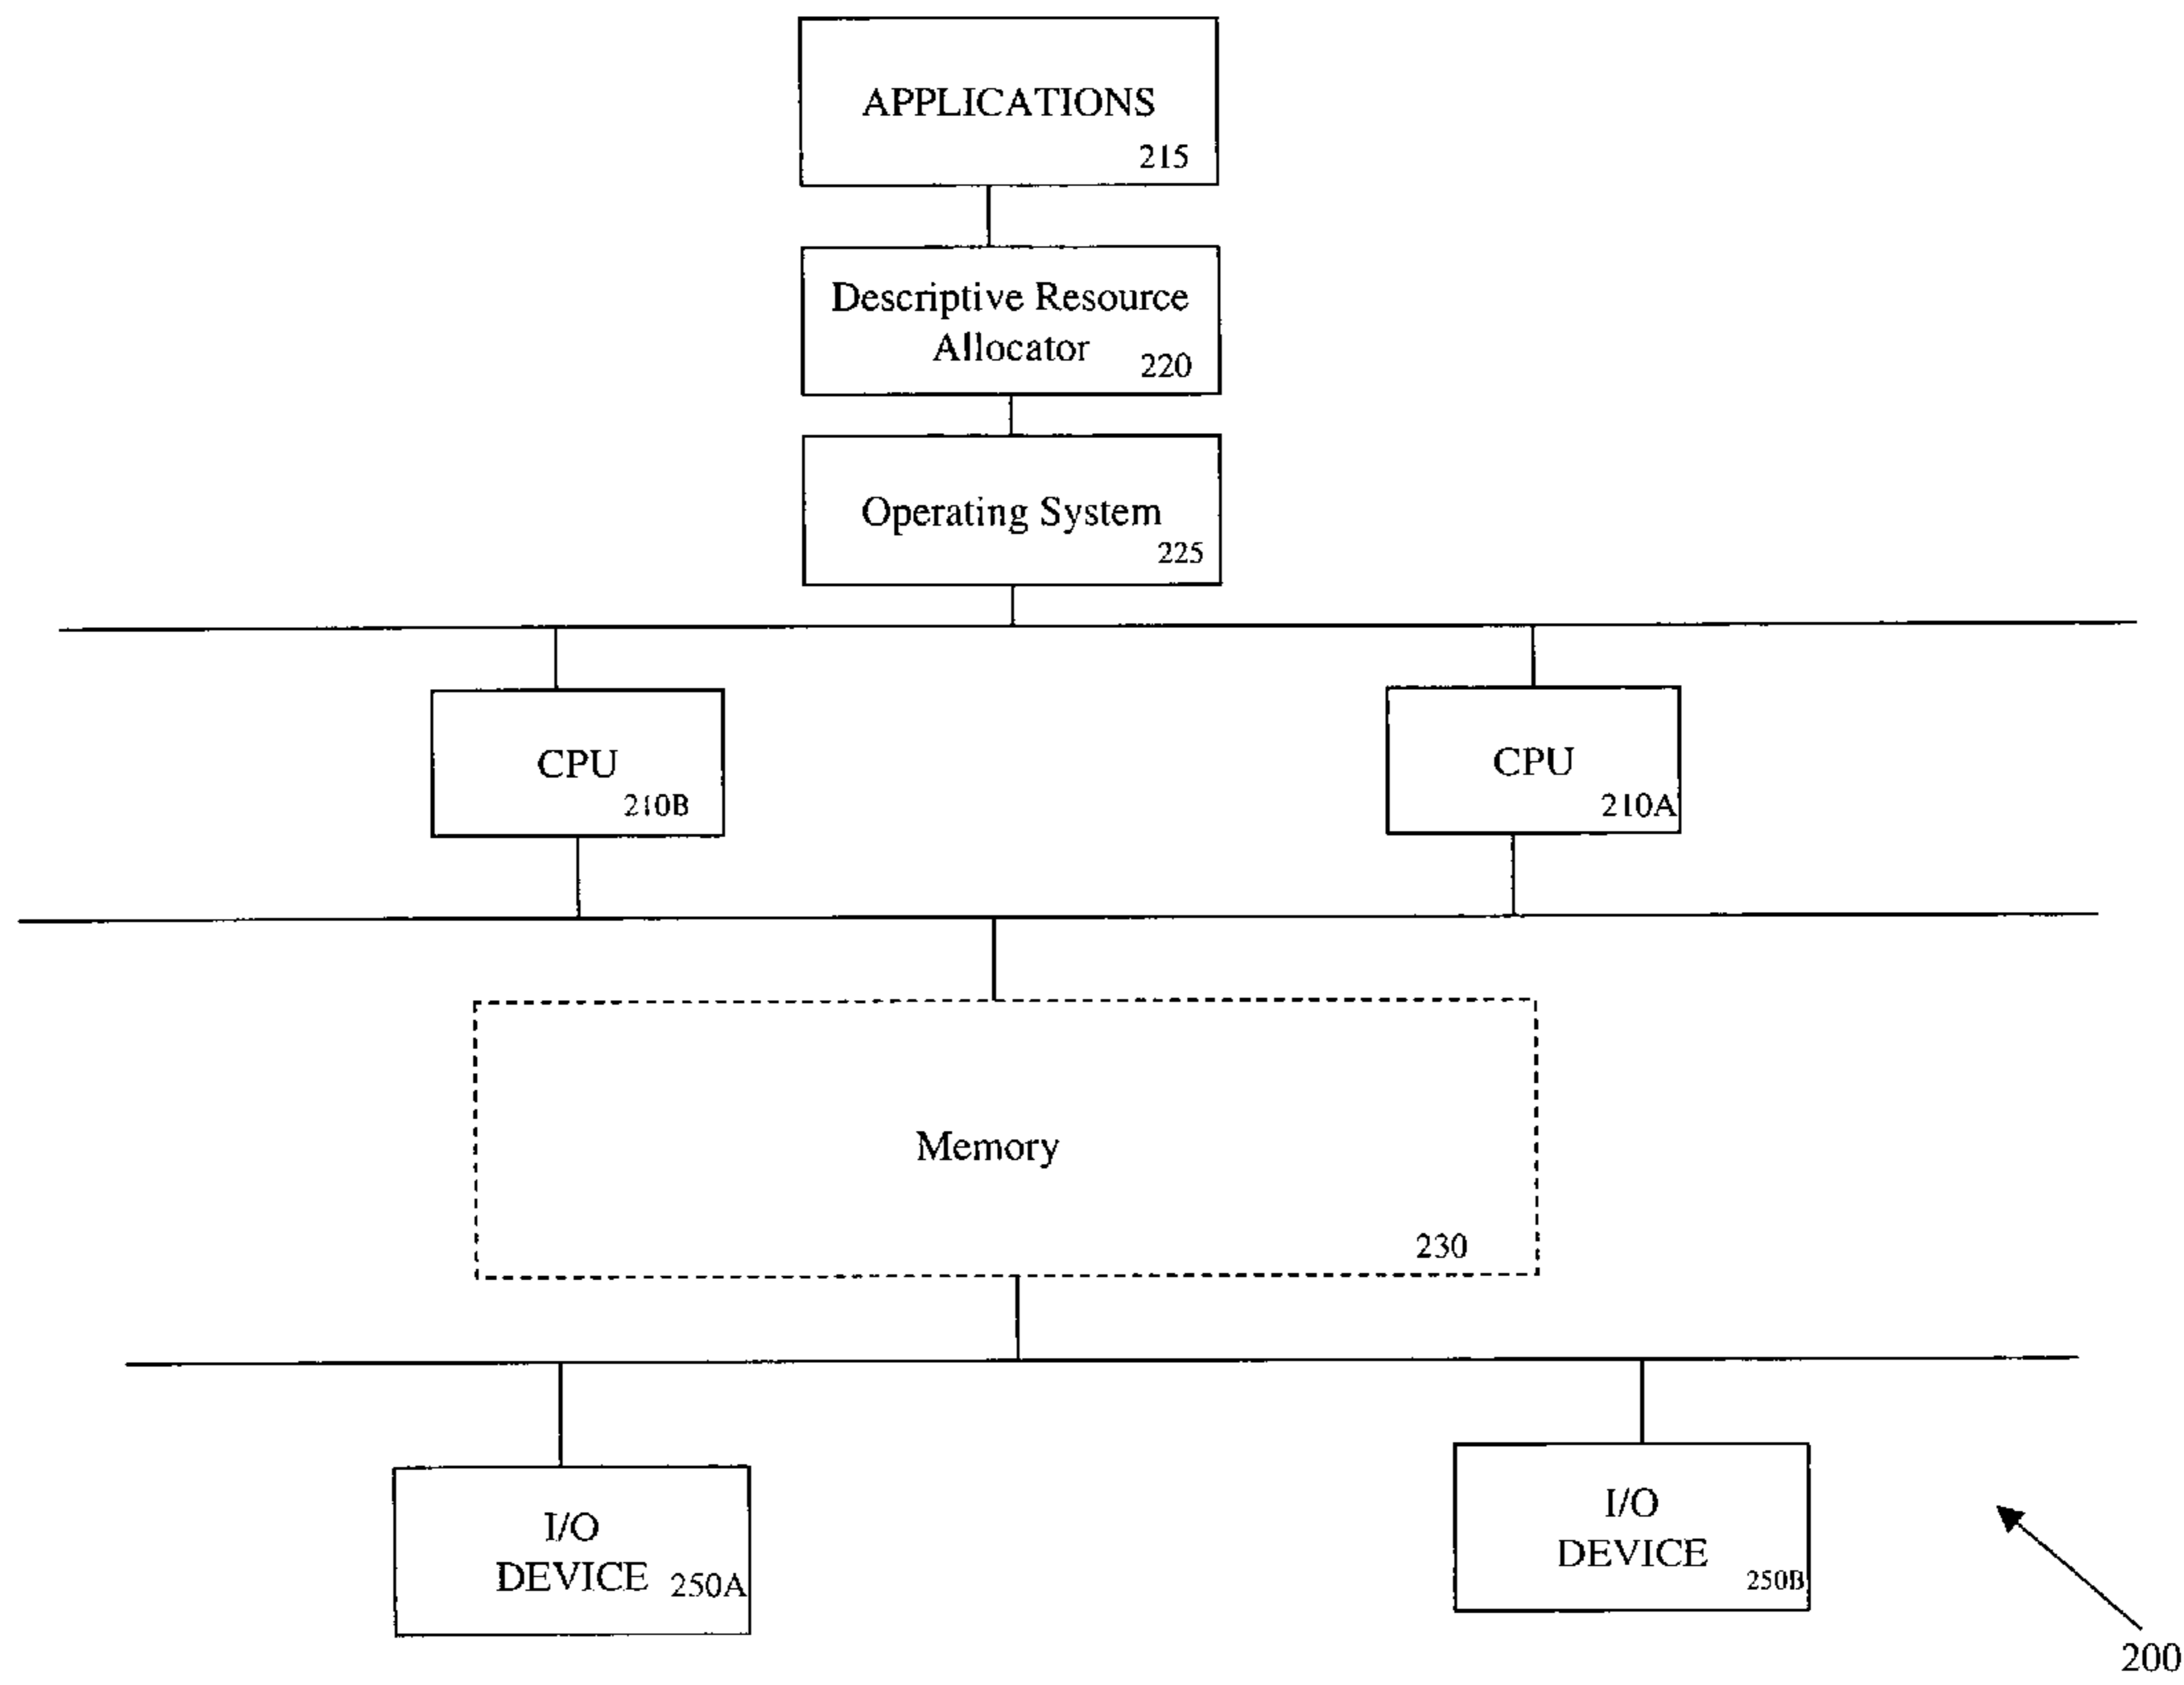 APPLICATIONS
215
Descriptive Resource
Allocator
220
Operating System
225
CPU
210B
CPU
210A
Memory
230
I/O
DEVICE
250A
I/O
DEVICE
250B
200